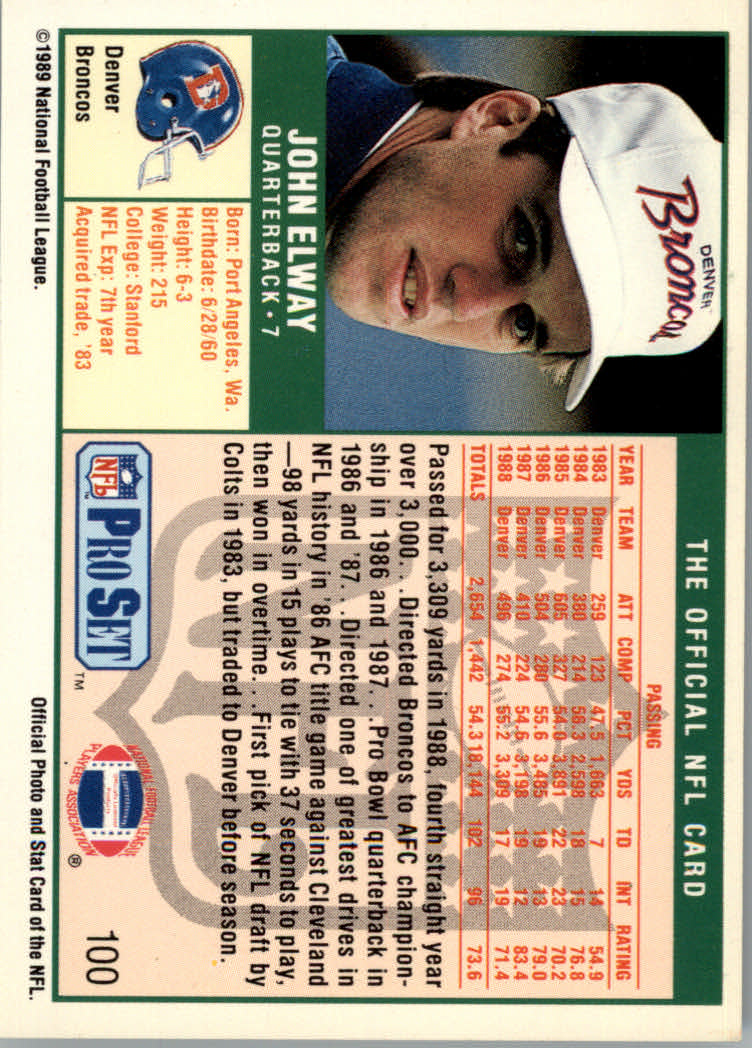 THE OFFICIAL NFL CARD
DENVER
Broncos
JOHN ELWAY
QUARTERBACK • 7
Denver
Broncos
Born: Port Angeles, Wa.
Birthdate: 6/28/60
Height: 6-3
Weight: 215
College: Stanford
NFL Exp: 7th year
Acquired trade, '83
PASSING
YEAR TEAM ATT COMP PCT YDS TD INT RATING
1983 Denver 259 123 47.5 1,663 7 14 54.9
1984 Denver 380 214 56.3 2,598 18 15 76.8
1985 Denver 605 327 54.0 3,891 22 23 70.2
1986 Denver 504 280 55.6 3,485 19 13 79.0
1987 Denver 410 224 54.6 3,198 19 12 83.4
1988 Denver 496 274 55.2 3,309 17 19 71.4
TOTALS 2,654 1,442 54.3 18,144 102 96 73.6
Passed for 3,309 yards in 1988, fourth straight year
over 3,000. . .Directed Broncos to AFC champion-
ship in 1986 and 1987. . .Pro Bowl quarterback in
1986 and '87. . .Directed one of greatest drives in
NFL history in '86 AFC title game against Cleveland
—98 yards in 15 plays to tie with 37 seconds to play,
then won in overtime. . .First pick of NFL draft by
Colts in 1983, but traded to Denver before season.
NFL PRO SET ™
NATIONAL FOOTBALL LEAGUE
PLAYERS ASSOCIATION ®
100
©1989 National Football League.
Official Photo and Stat Card of the NFL.